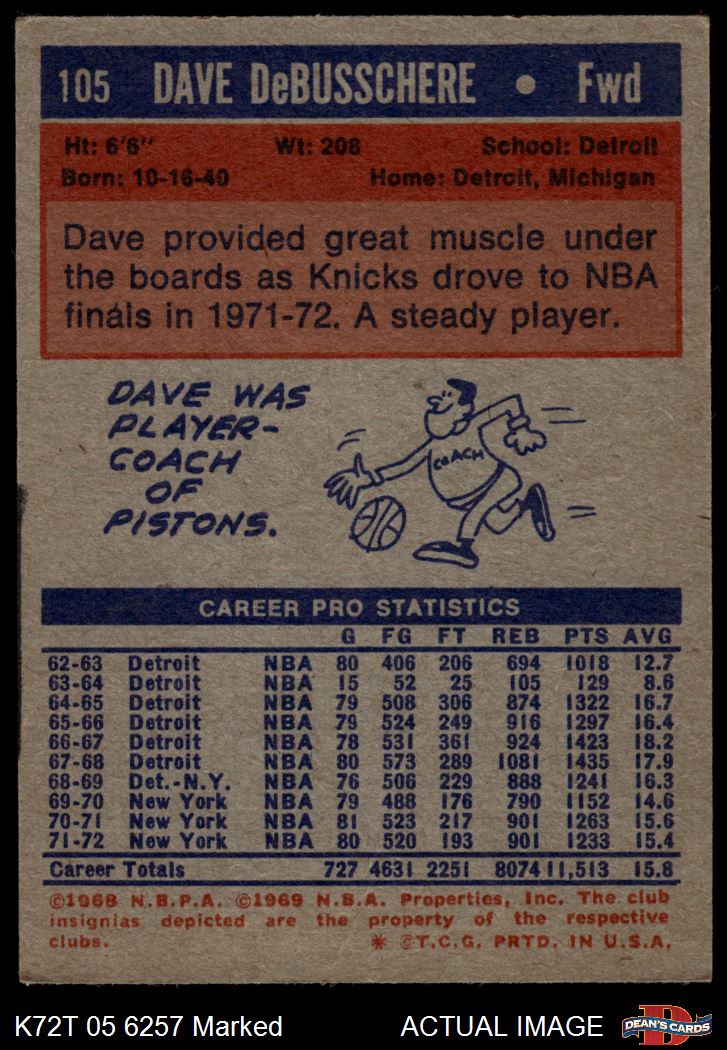 105 DAVE DeBUSSCHERE • Fwd
Ht: 6'6" Wt: 208 School: Detroit
Born: 10-16-40 Home: Detroit, Michigan
Dave provided great muscle under
the boards as Knicks drove to NBA
finals in 1971-72. A steady player.
DAVE WAS
PLAYER-
COACH
OF
PISTONS.
COACH
CAREER PRO STATISTICS
G FG FT REB PTS AVG
62-63 Detroit NBA 80 406 206 694 1018 12.7
63-64 Detroit NBA 15 52 25 105 129 8.6
64-65 Detroit NBA 79 508 306 874 1322 16.7
65-66 Detroit NBA 79 524 249 916 1297 16.4
66-67 Detroit NBA 78 531 361 924 1423 18.2
67-68 Detroit NBA 80 573 289 1081 1435 17.9
68-69 Det.-N.Y. NBA 76 506 229 888 1241 16.3
69-70 New York NBA 79 488 176 790 1152 14.6
70-71 New York NBA 81 523 217 901 1263 15.6
71-72 New York NBA 80 520 193 901 1233 15.4
Career Totals 727 4631 2251 8074 11,513 15.8
©1968 N.B.P.A. ©1969 N.B.A. Properties, Inc. The club
insignias depicted are the property of the respective
clubs. * ©T.C.G. PRTD. IN U.S.A.
K72T 05 6257 Marked ACTUAL IMAGE D DEAN'S CARDS